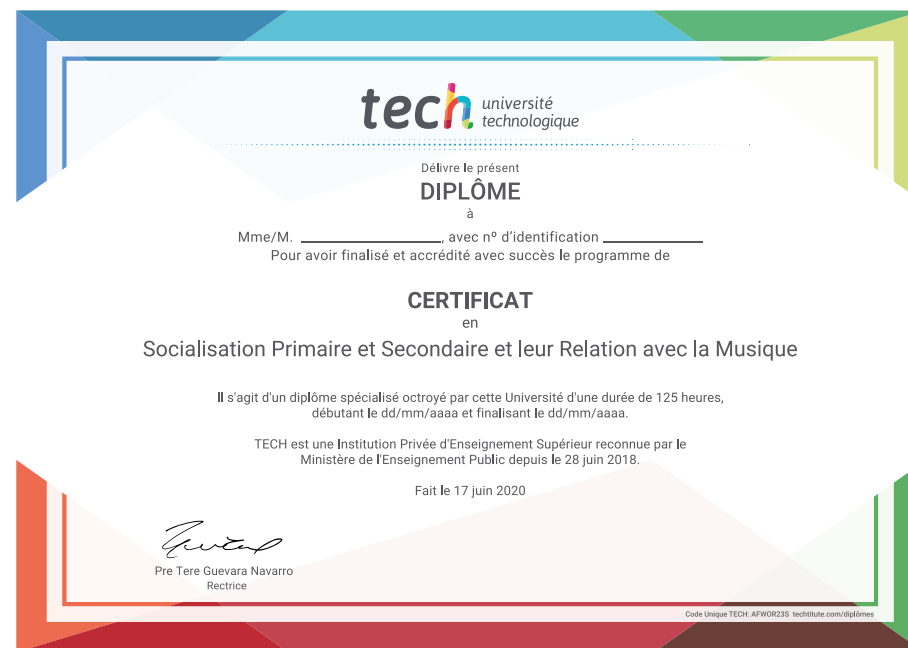 tech université
technologique
Délivre le présent
DIPLÔME
à
Mme/M. ____________________, avec nº d'identification ______________
Pour avoir finalisé et accrédité avec succès le programme de
CERTIFICAT
en
Socialisation Primaire et Secondaire et leur Relation avec la Musique
Il s'agit d'un diplôme spécialisé octroyé par cette Université d'une durée de 125 heures,
débutant le dd/mm/aaaa et finalisant le dd/mm/aaaa.
TECH est une Institution Privée d'Enseignement Supérieur reconnue par le
Ministère de l'Enseignement Public depuis le 28 juin 2018.
Fait le 17 juin 2020
Pre Tere Guevara Navarro
Rectrice
Code Unique TECH: AFWOR23S techtitute.com/diplômes